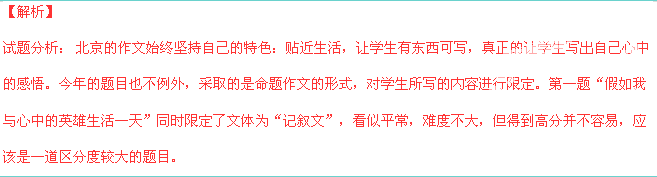 【解析】
试题分析：北京的作文始终坚持自己的特色：贴近生活，让学生有东西可写，真正的让学生写出自己心中
的感悟。今年的题目也不例外，采取的是命题作文的形式，对学生所写的内容进行限定。第一题“假如我
与心中的英雄生活一天”同时限定了文体为“记叙文”，看似平常，难度不大，但得到高分并不容易，应
该是一道区分度较大的题目。